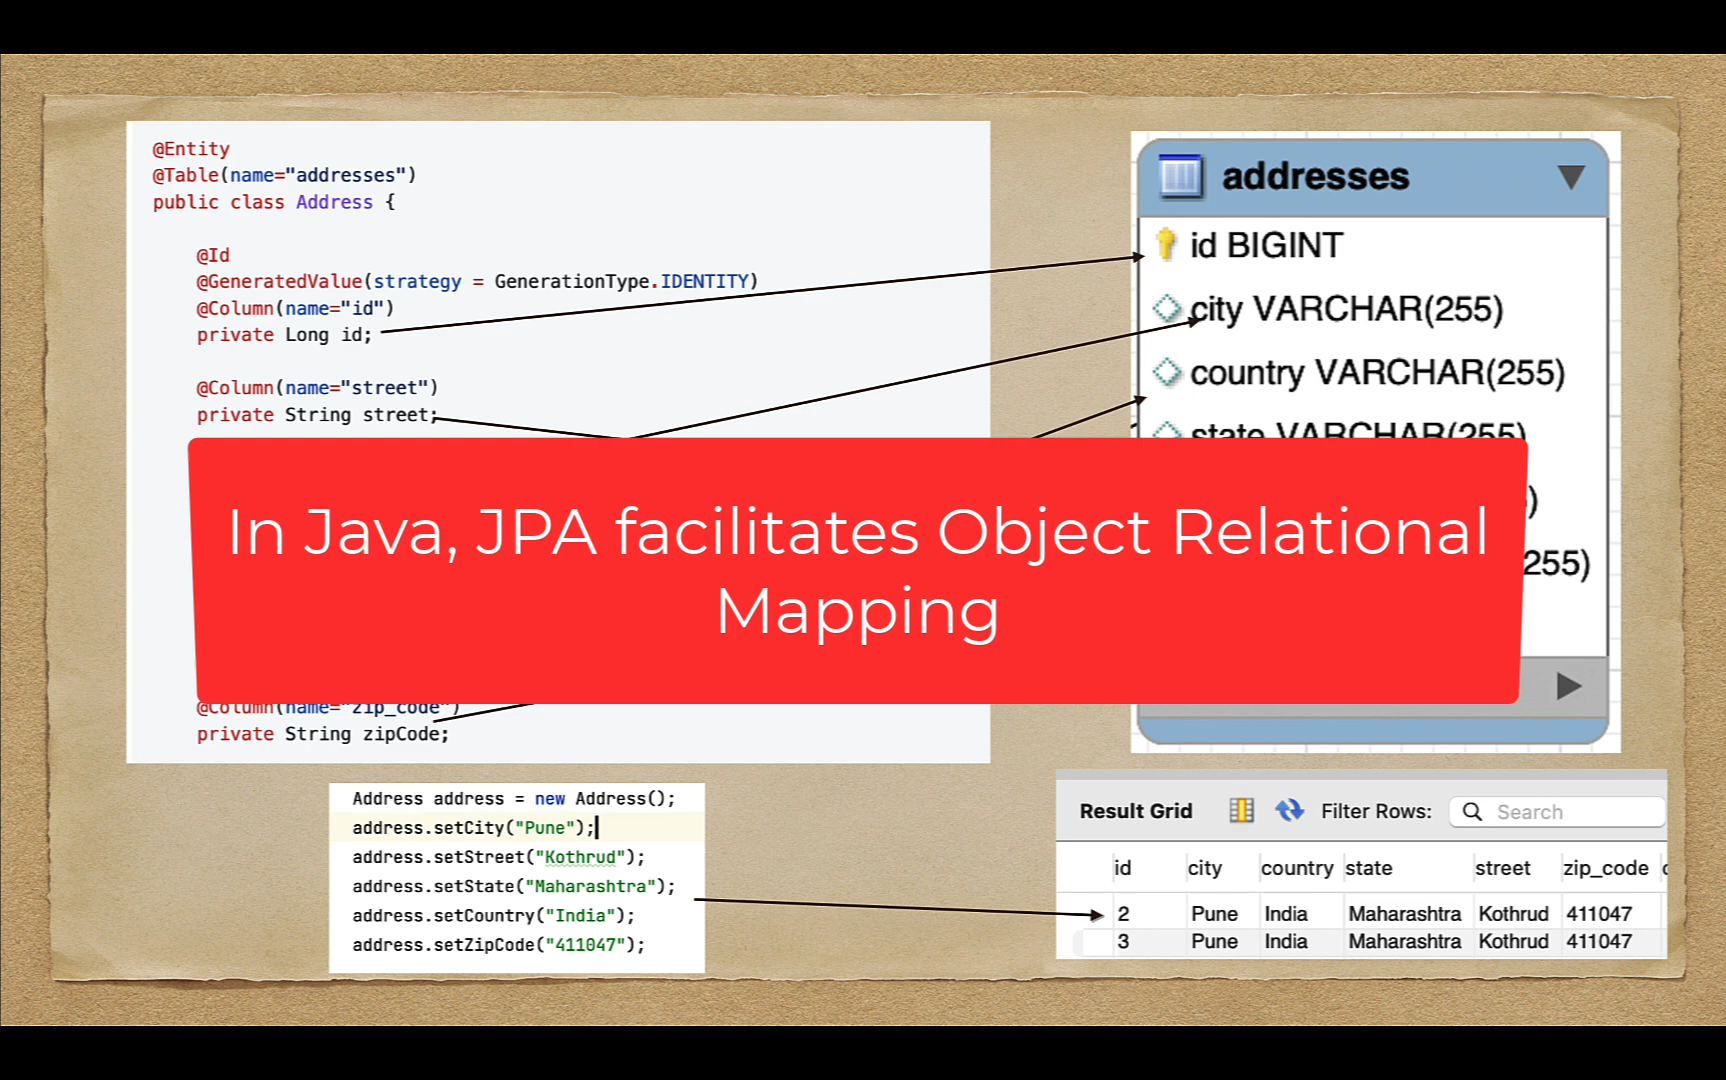 @Entity
@Table(name="addresses")
public class Address {
@Id
@GeneratedValue(strategy = GenerationType.IDENTITY)
@Column(name="id")
private Long id;
@Column(name="street")
private String street;
In Java, JPA facilitates Object Relational
Mapping
@Column(name="zip_code")
private String zipCode;
addresses
id BIGINT
city VARCHAR(255)
country VARCHAR(255)
state VARCHAR(255)
)
255)
Address address = new Address();
address.setCity("Pune");
address.setStreet("Kothrud");
address.setState("Maharashtra");
address.setCountry("India");
address.setZipCode("411047");
Result Grid Filter Rows: Search
id city country state street zip_code
2 Pune India Maharashtra Kothrud 411047
3 Pune India Maharashtra Kothrud 411047